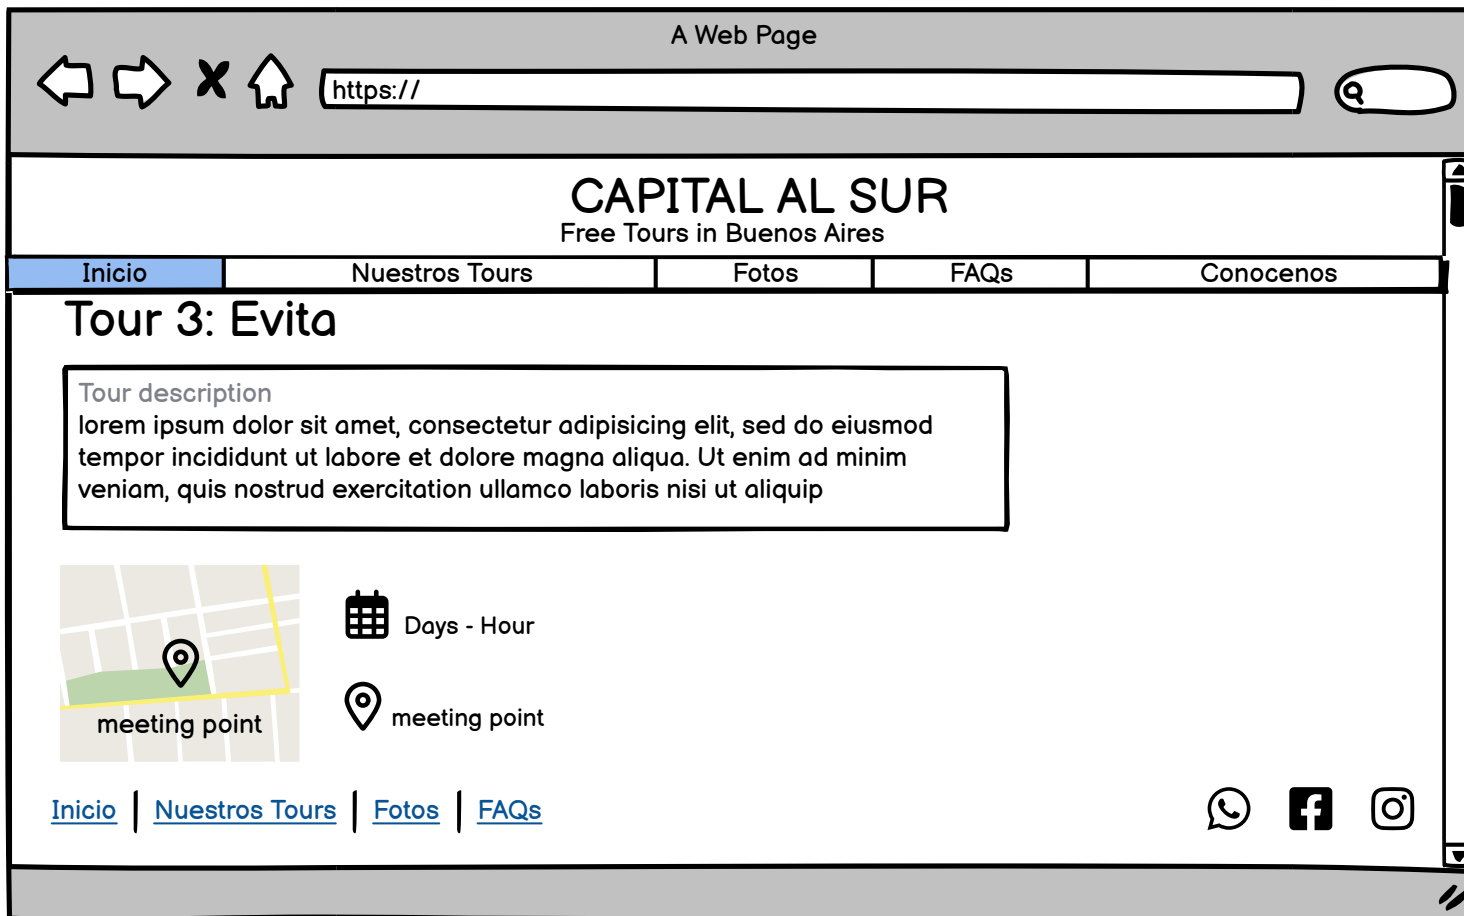 A Web Page
https://
CAPITAL AL SUR
Free Tours in Buenos Aires
Inicio Nuestros Tours Fotos FAQs Conocenos
Tour 3: Evita
Tour description
lorem ipsum dolor sit amet, consectetur adipisicing elit, sed do eiusmod
tempor incididunt ut labore et dolore magna aliqua. Ut enim ad minim
veniam, quis nostrud exercitation ullamco laboris nisi ut aliquip
Days - Hour
meeting point
meeting point
Inicio Nuestros Tours Fotos FAQs